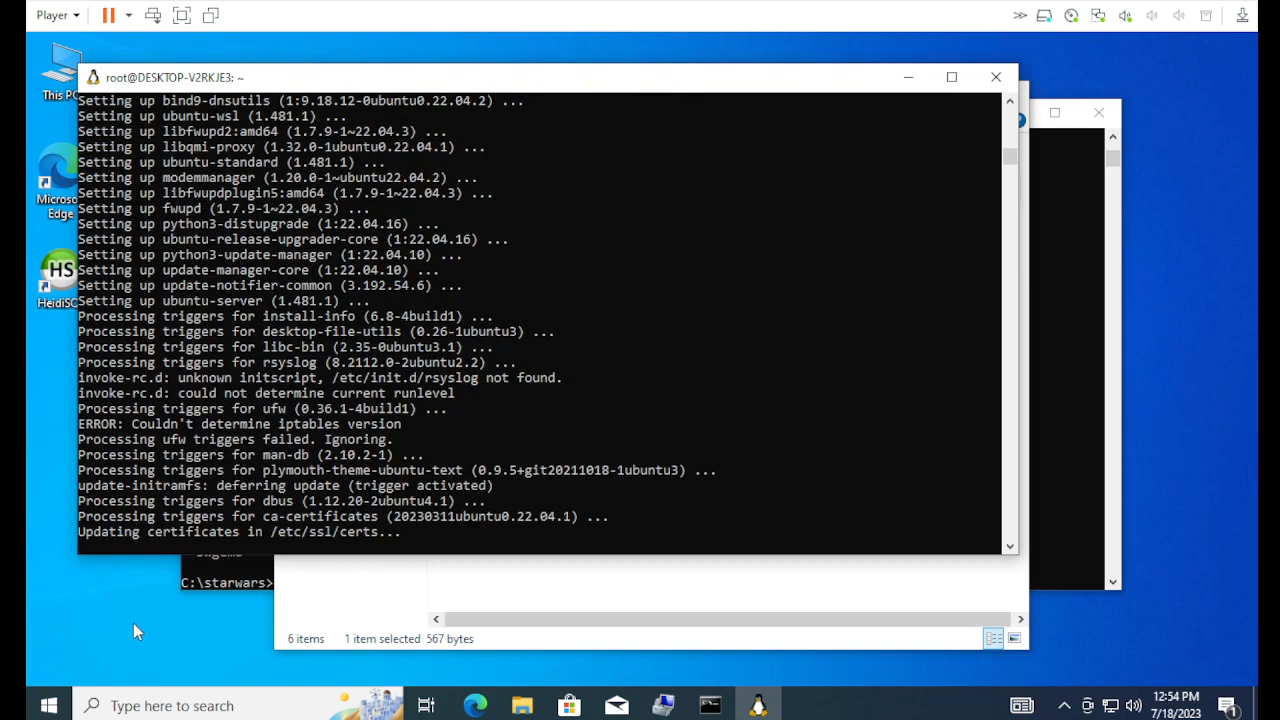 Player
root@DESKTOP-V2RKJE3: ~
This PC
Setting up bind9-dnsutils (1:9.18.12-0ubuntu0.22.04.2) ...
Setting up ubuntu-wsl (1.481.1) ...
Setting up libfwupd2:amd64 (1.7.9-1~22.04.3) ...
Setting up libqmi-proxy (1.32.0-1ubuntu0.22.04.1) ...
Setting up ubuntu-standard (1.481.1) ...
Setting up modemmanager (1.20.0-1~ubuntu22.04.2) ...
Setting up libfwupdplugin5:amd64 (1.7.9-1~22.04.3) ...
Setting up fwupd (1.7.9-1~22.04.3) ...
Setting up python3-distupgrade (1:22.04.16) ...
Setting up ubuntu-release-upgrader-core (1:22.04.16) ...
Setting up python3-update-manager (1:22.04.10) ...
Setting up update-manager-core (1:22.04.10) ...
Setting up update-notifier-common (3.192.54.6) ...
Setting up ubuntu-server (1.481.1) ...
Processing triggers for install-info (6.8-4build1) ...
Processing triggers for desktop-file-utils (0.26-1ubuntu3) ...
Processing triggers for libc-bin (2.35-0ubuntu3.1) ...
Processing triggers for rsyslog (8.2112.0-2ubuntu2.2) ...
invoke-rc.d: unknown initscript, /etc/init.d/rsyslog not found.
invoke-rc.d: could not determine current runlevel
Processing triggers for ufw (0.36.1-4build1) ...
ERROR: Couldn't determine iptables version
Processing ufw triggers failed. Ignoring.
Processing triggers for man-db (2.10.2-1) ...
Processing triggers for plymouth-theme-ubuntu-text (0.9.5+git20211018-1ubuntu3) ...
update-initramfs: deferring update (trigger activated)
Processing triggers for dbus (1.12.20-2ubuntu4.1) ...
Processing triggers for ca-certificates (20230311ubuntu0.22.04.1) ...
Updating certificates in /etc/ssl/certs...
Microso
Edge
HS
HeidiSQ
C:\starwars>
6 items 1 item selected 567 bytes
Type here to search
12:54 PM
7/18/2023
1